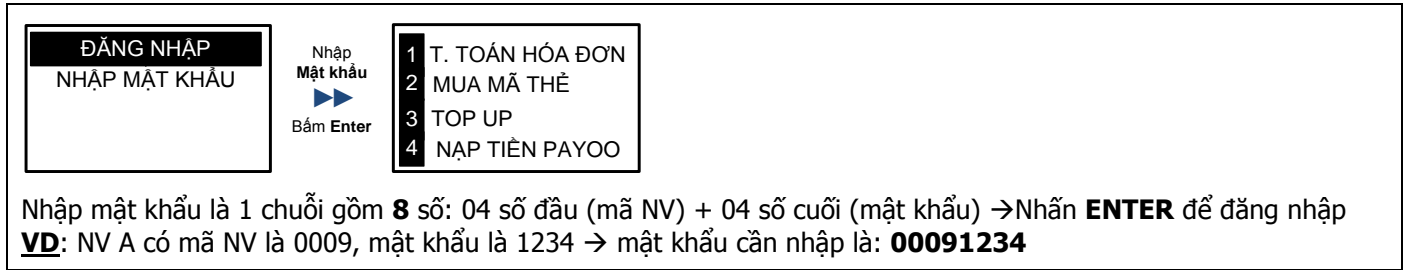 ĐĂNG NHẬP
NHẬP MẬT KHẨU
Nhập
Mật khẩu
Bấm Enter
1 T. TOÁN HÓA ĐƠN
2 MUA MÃ THẺ
3 TOP UP
4 NẠP TIỀN PAYOO
Nhập mật khẩu là 1 chuỗi gồm 8 số: 04 số đầu (mã NV) + 04 số cuối (mật khẩu) →Nhấn ENTER để đăng nhập
VD: NV A có mã NV là 0009, mật khẩu là 1234 → mật khẩu cần nhập là: 00091234